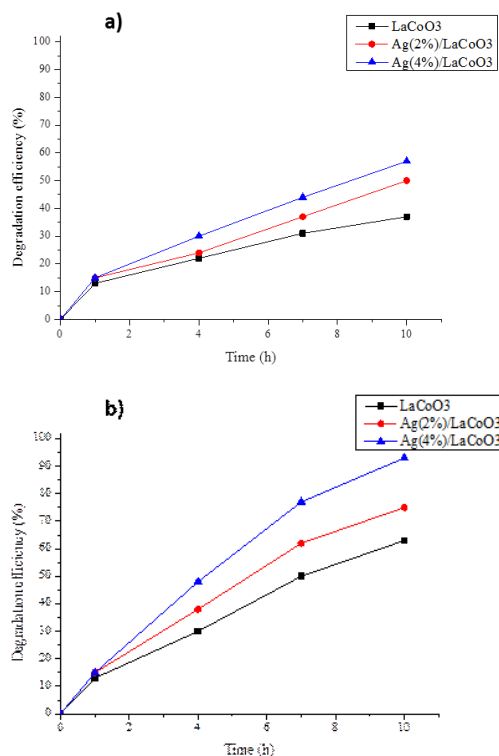 a)
LaCoO3
Ag(2%)/LaCoO3
Ag(4%)/LaCoO3
100
90
80
70
60
50
40
30
20
10
0
Degradation efficiency (%)
0 2 4 6 8 10
Time (h)
b)
LaCoO3
Ag(2%)/LaCoO3
Ag(4%)/LaCoO3
100
90
80
70
60
50
40
30
20
10
0
Degradation efficiency (%)
0 2 4 6 8 10
Time (h)